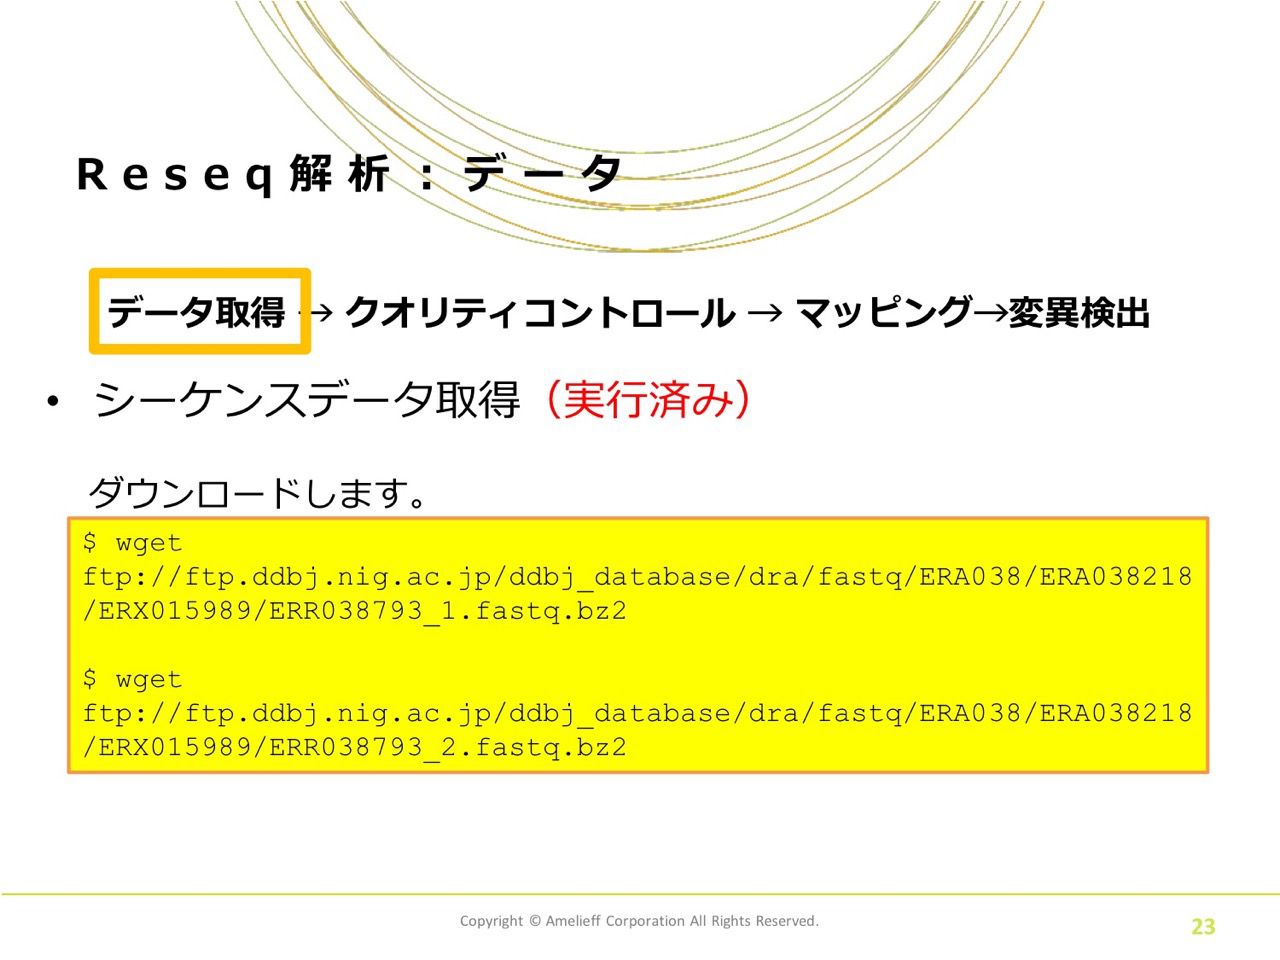 Reseq解析：データ
データ取得 → クオリティコントロール → マッピング→変異検出
• シーケンスデータ取得（実行済み）
ダウンロードします。
$ wget
ftp://ftp.ddbj.nig.ac.jp/ddbj_database/dra/fastq/ERA038/ERA038218
/ERX015989/ERR038793_1.fastq.bz2
$ wget
ftp://ftp.ddbj.nig.ac.jp/ddbj_database/dra/fastq/ERA038/ERA038218
/ERX015989/ERR038793_2.fastq.bz2
Copyright © Amelieff Corporation All Rights Reserved.
23